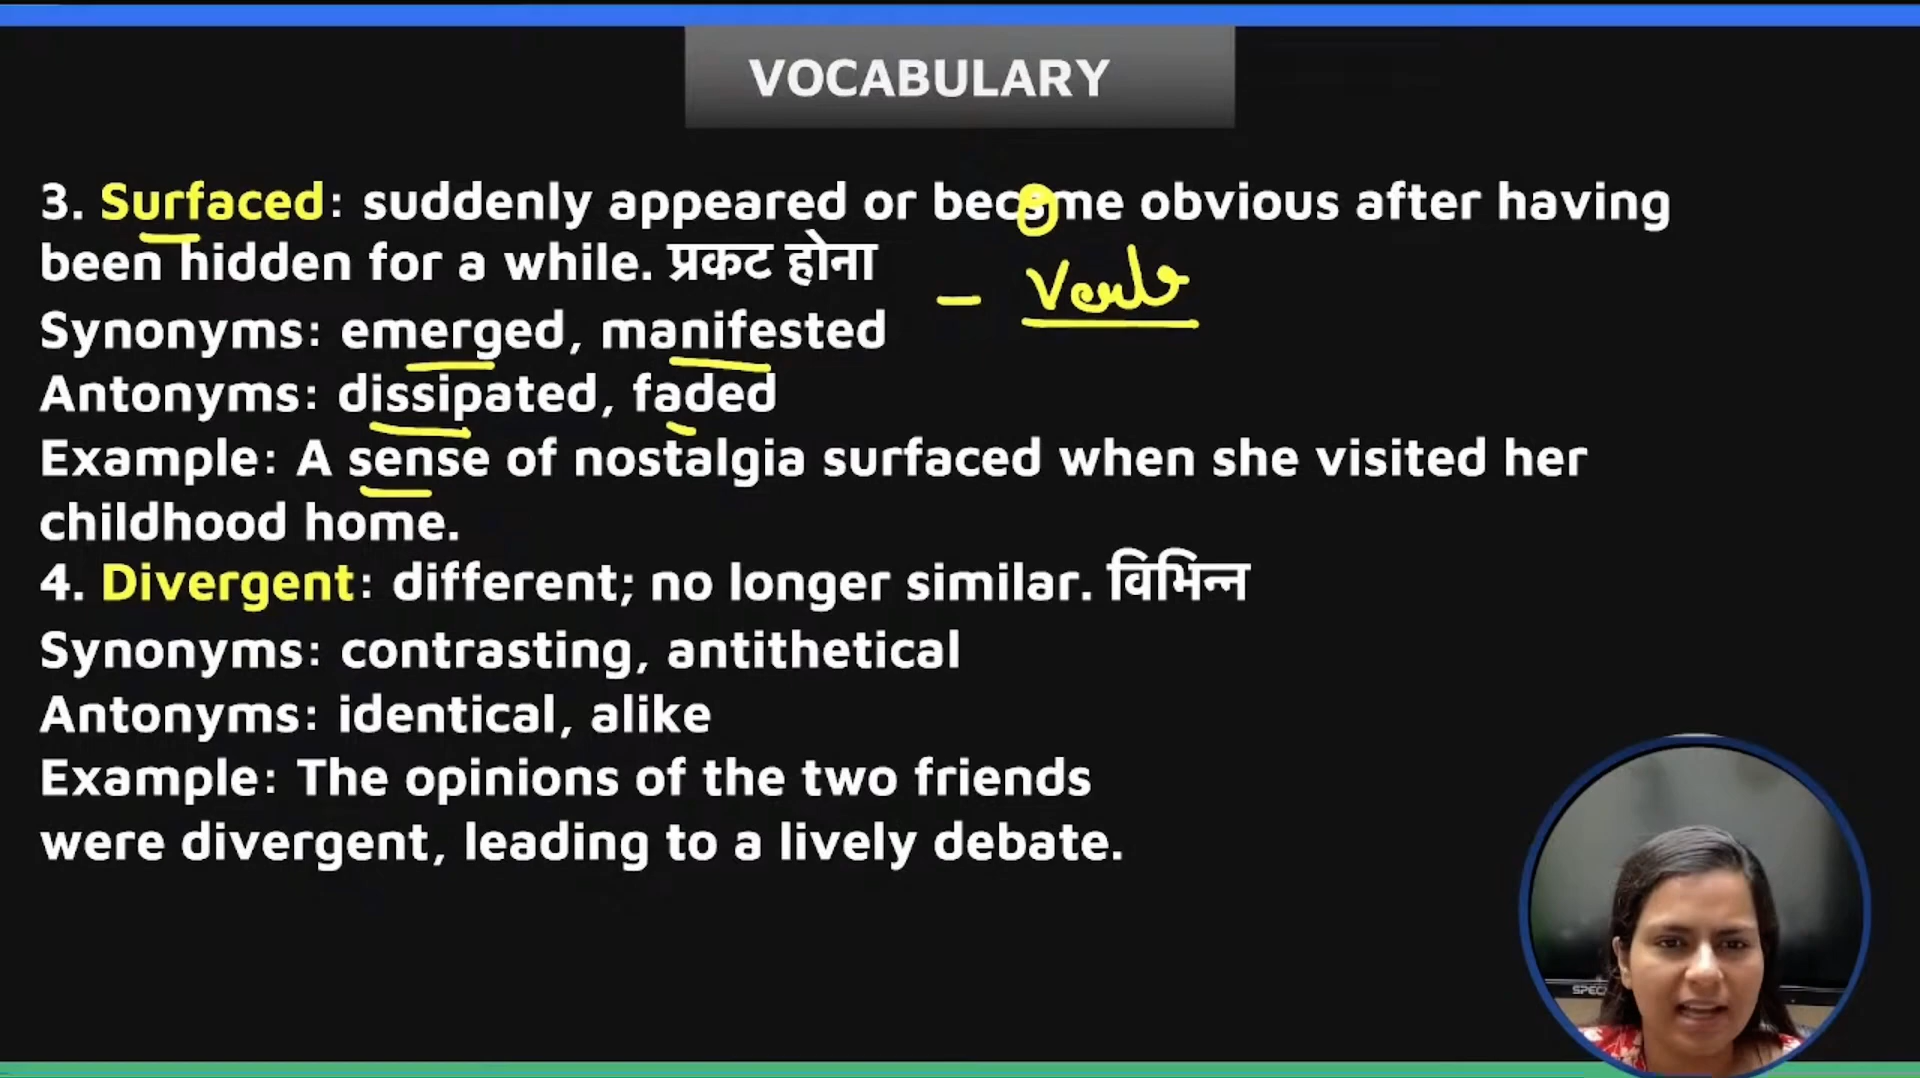 VOCABULARY
3. Surfaced: suddenly appeared or became obvious after having
been hidden for a while. प्रकट होना
- Verb
Synonyms: emerged, manifested
Antonyms: dissipated, faded
Example: A sense of nostalgia surfaced when she visited her
childhood home.
4. Divergent: different; no longer similar. विभिन्न
Synonyms: contrasting, antithetical
Antonyms: identical, alike
Example: The opinions of the two friends
were divergent, leading to a lively debate.